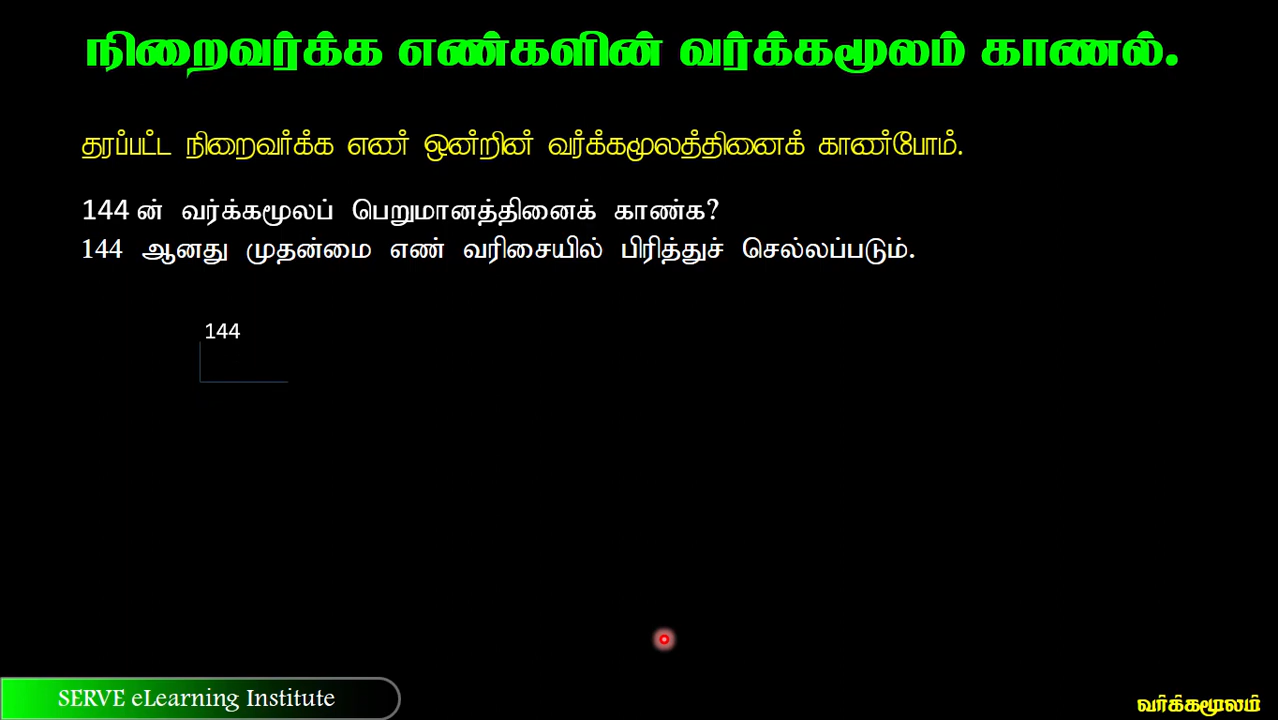 நிறைவர்க்க எண்களின் வர்க்கமூலம் காணல்.
தரப்பட்ட நிறைவர்க்க எண் ஒன்றின் வர்க்கமூலத்தினைக் காண்போம்.
144 ன் வர்க்கமூலப் பெறுமானத்தினைக் காண்க?
144 ஆனது முதன்மை எண் வரிசையில் பிரித்துச் செல்லப்படும்.
144
SERVE eLearning Institute
வர்க்கமூலம்